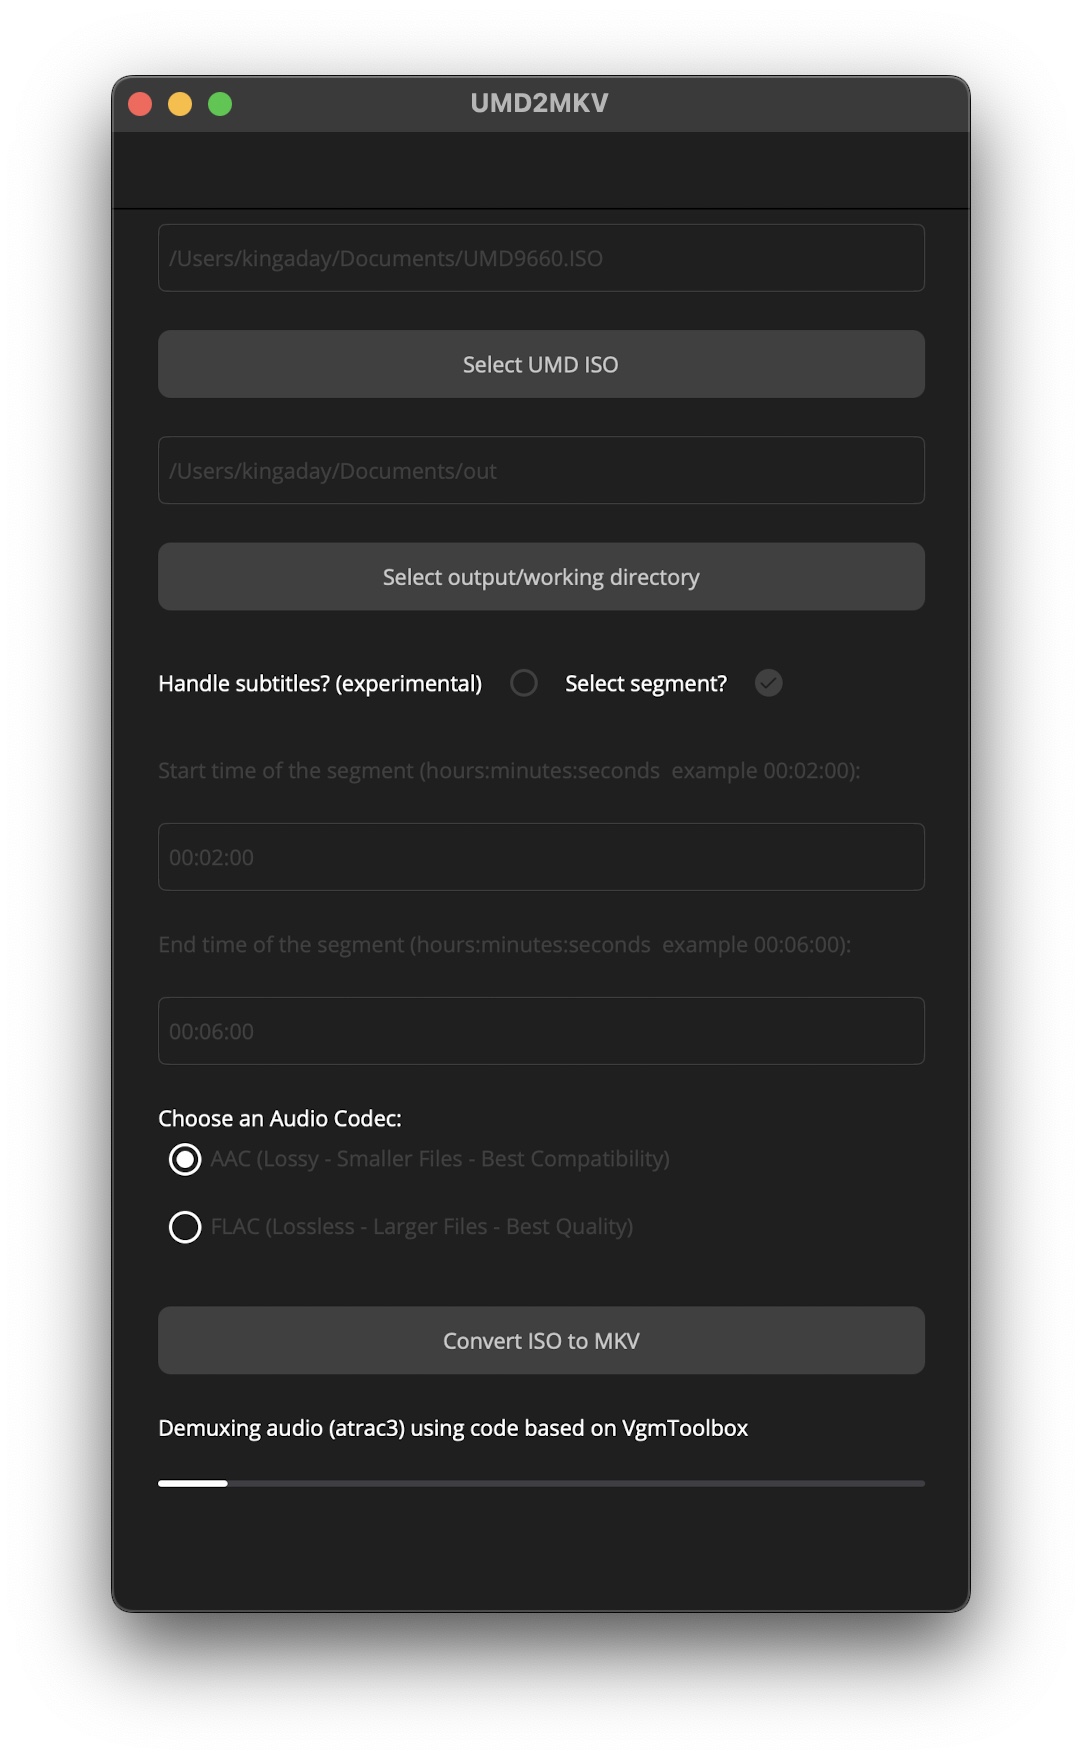 UMD2MKV
/Users/kingaday/Documents/UMD9660.ISO
Select UMD ISO
/Users/kingaday/Documents/out
Select output/working directory
Handle subtitles? (experimental) Select segment?
Start time of the segment (hours:minutes:seconds  example 00:02:00):
00:02:00
End time of the segment (hours:minutes:seconds  example 00:06:00):
00:06:00
Choose an Audio Codec:
AAC (Lossy - Smaller Files - Best Compatibility)
FLAC (Lossless - Larger Files - Best Quality)
Convert ISO to MKV
Demuxing audio (atrac3) using code based on VgmToolbox